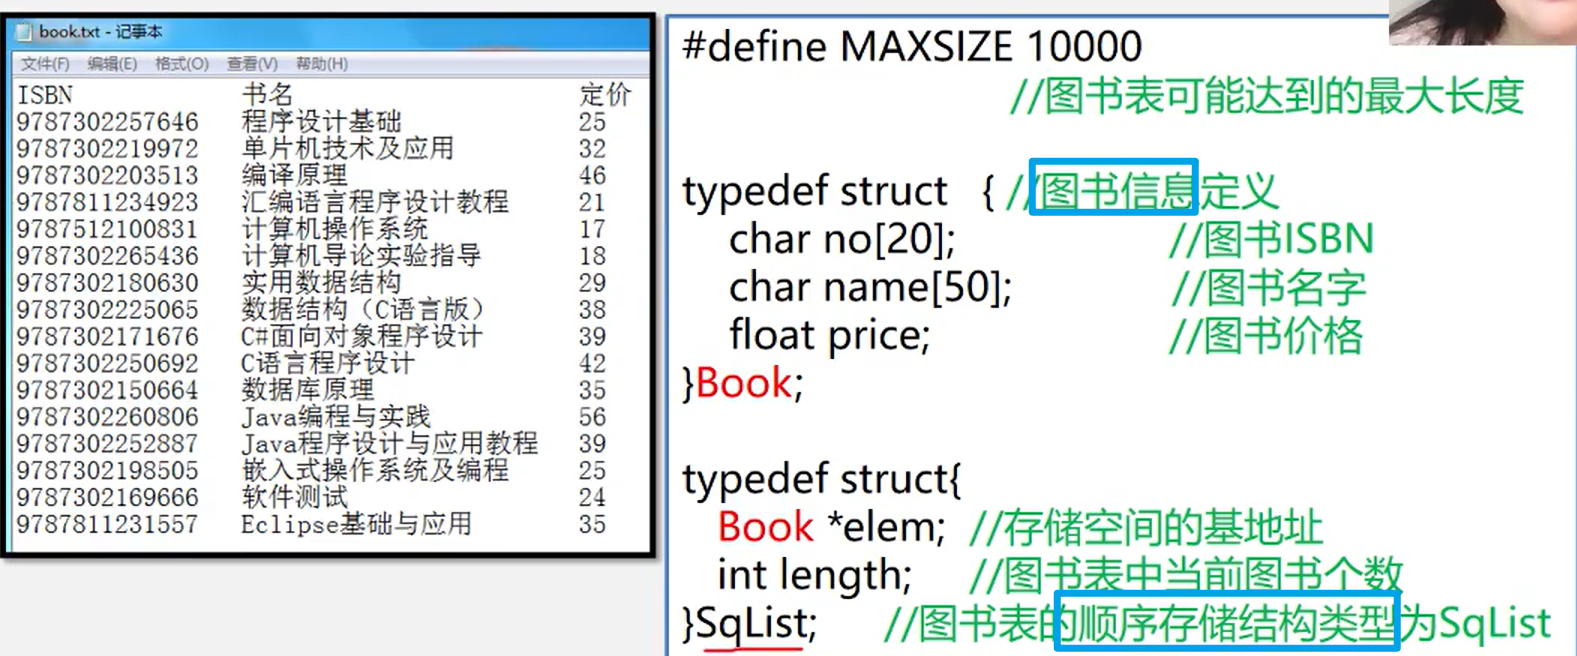 book.txt - 记事本
文件(F) 编辑(E) 格式(O) 查看(V) 帮助(H)
ISBN 书名 定价
9787302257646 程序设计基础 25
9787302219972 单片机技术及应用 32
9787302203513 编译原理 46
9787811234923 汇编语言程序设计教程 21
9787512100831 计算机操作系统 17
9787302265436 计算机导论实验指导 18
9787302180630 实用数据结构 29
9787302225065 数据结构（C语言版） 38
9787302171676 C#面向对象程序设计 39
9787302250692 C语言程序设计 42
9787302150664 数据库原理 35
9787302260806 Java编程与实践 56
9787302252887 Java程序设计与应用教程 39
9787302198505 嵌入式操作系统及编程 25
9787302169666 软件测试 24
9787811231557 Eclipse基础与应用 35
#define MAXSIZE 10000
//图书表可能达到的最大长度
typedef struct { //图书信息定义
char no[20]; //图书ISBN
char name[50]; //图书名字
float price; //图书价格
}Book;
typedef struct{
Book *elem; //存储空间的基地址
int length; //图书表中当前图书个数
}SqList; //图书表的顺序存储结构类型为SqList